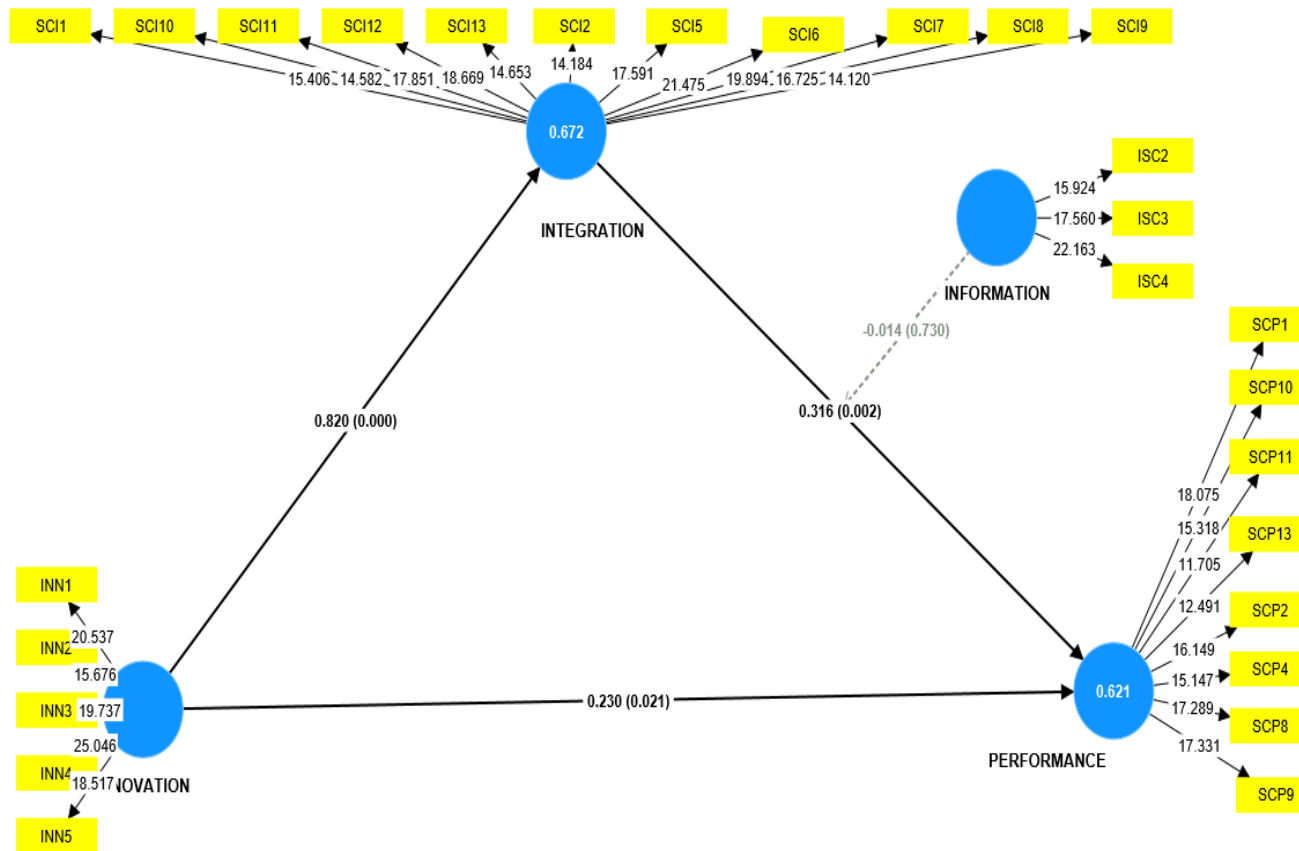 SCI1 SCI10 SCI11 SCI12 SCI13 SCI2 SCI5 SCI6 SCI7 SCI8 SCI9
15.406 14.582 17.851 18.669 14.653 14.184 17.591 21.475 19.894 16.725 14.120
0.672
INTEGRATION
ISC2
15.924
17.560 ISC3
22.163
ISC4
INFORMATION
-0.014 (0.730)
0.316 (0.002)
0.820 (0.000)
SCP1
SCP10
SCP11
18.075
15.318
SCP13
11.705
12.491
SCP2
16.149
SCP4
15.147
17.289
SCP8
17.331
SCP9
0.621
PERFORMANCE
0.230 (0.021)
INN1
20.537
INN2
15.676
INN3 19.737
25.046
INN4
18.517
NOVATION
INN5